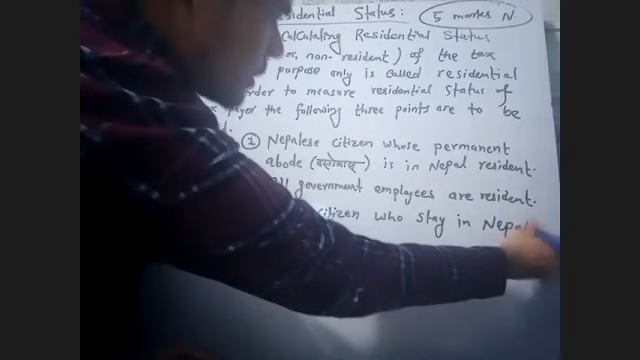 esidential Status: 5 marks N
Calculating Residential Status
or, non-resident) of the tax
purpose only is called residential
order to measure residential status of
payer the following three points are to be
① Nepalese citizen whose permanent
abode (बसोबास) is in Nepal resident.
government employees are resident.
citizen who stay in Nepal